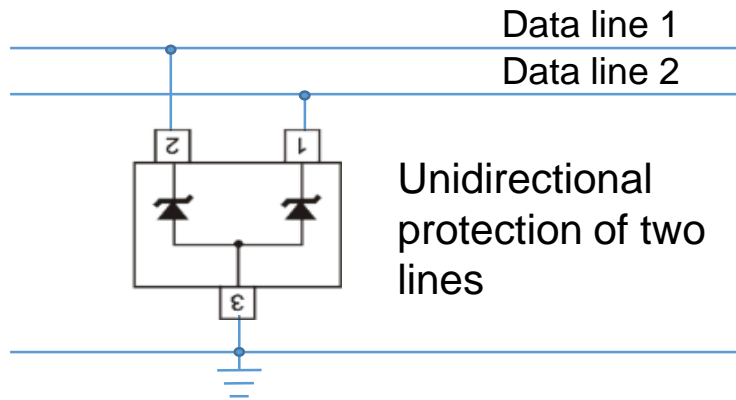 Data line 1
Data line 2
2 1
Unidirectional
protection of two
lines
3